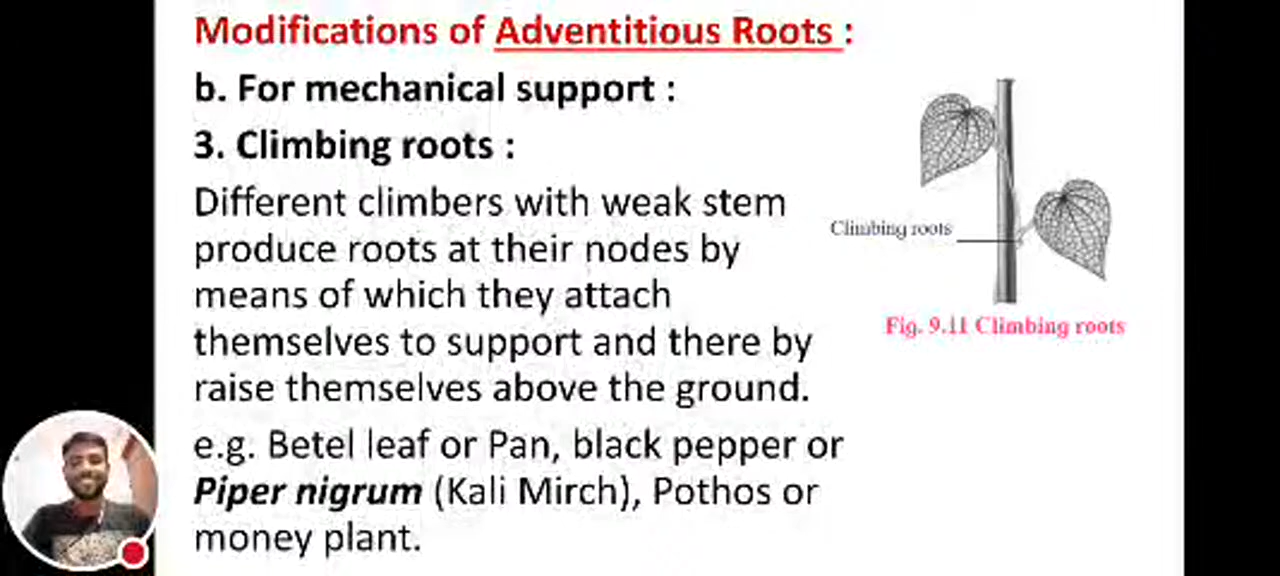 Modifications of Adventitious Roots :
b. For mechanical support :
3. Climbing roots :
Different climbers with weak stem
produce roots at their nodes by
means of which they attach
themselves to support and there by
raise themselves above the ground.
e.g. Betel leaf or Pan, black pepper or
Piper nigrum (Kali Mirch), Pothos or
money plant.
Climbing roots
Fig. 9.11 Climbing roots